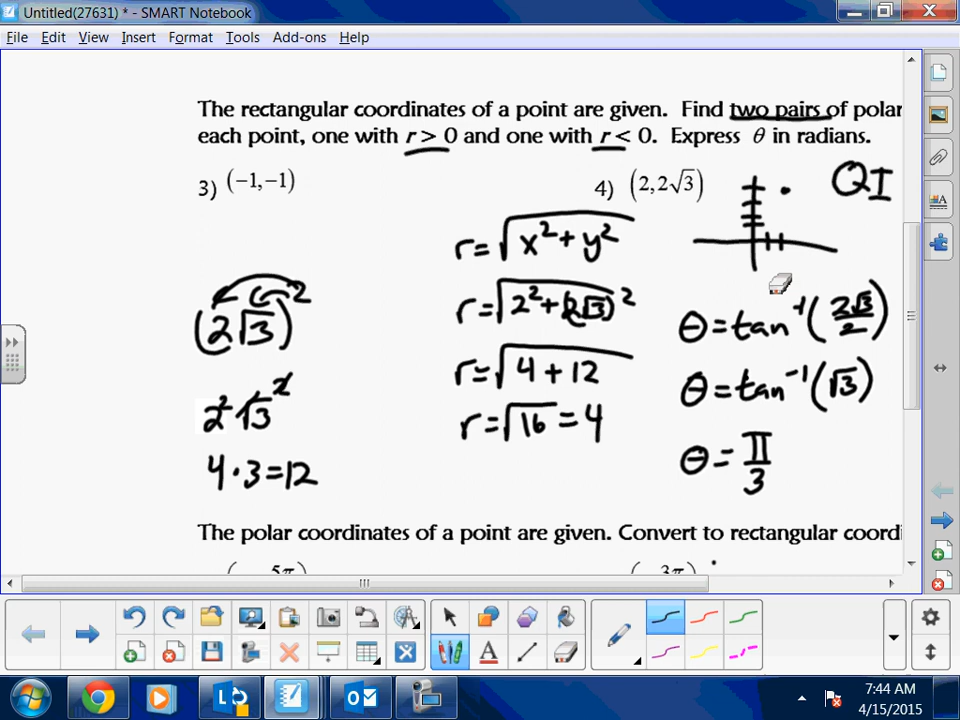 Untitled(27631) * - SMART Notebook
File Edit View Insert Format Tools Add-ons Help
The rectangular coordinates of a point are given. Find two pairs of polar
each point, one with r > 0 and one with r < 0. Express θ in radians.
3) (−1,−1)
4) (2,2√3)
QI
r=√x²+y²
(2√3)²
r=√2²+(2√3)²
θ=tan⁻¹(2√3/2)
r=√4+12
θ=tan⁻¹(√3)
2²√3²
r=√16=4
4·3=12
θ=π/3
The polar coordinates of a point are given. Convert to rectangular
5π
3π
7:44 AM
4/15/2015